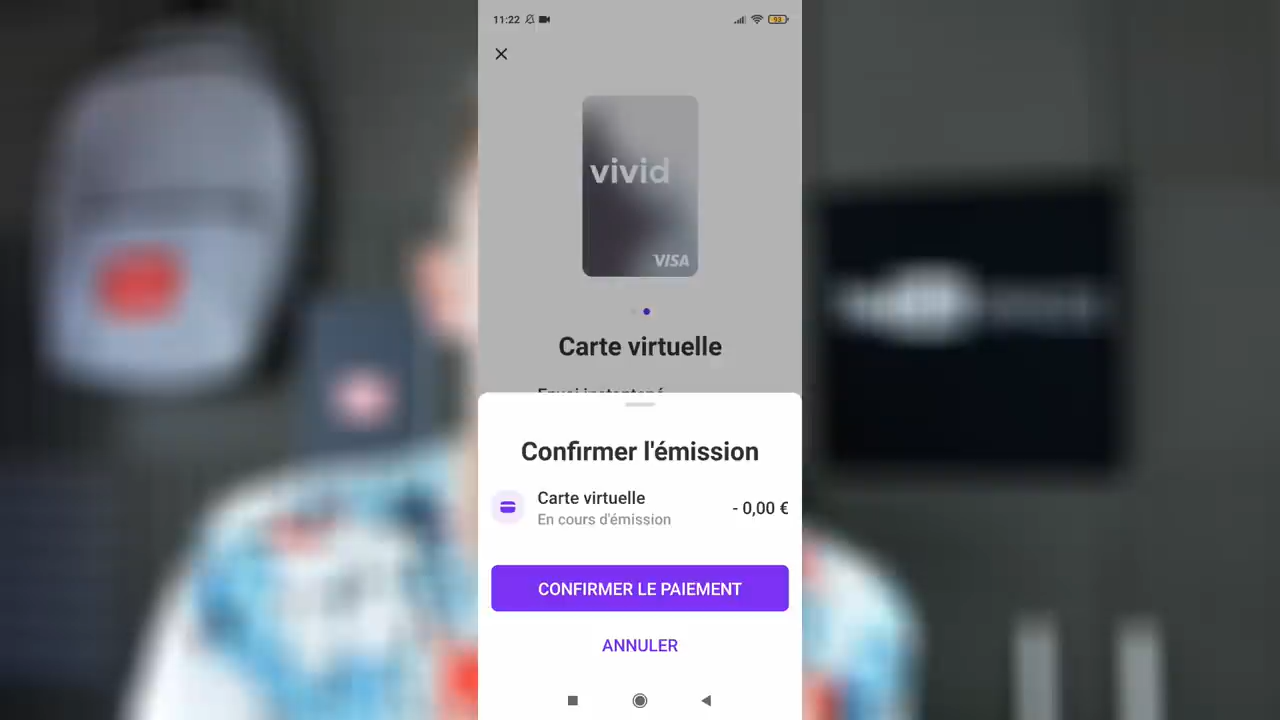 11:22
93
vivid
VISA
Carte virtuelle
Envoi instantané
Confirmer l'émission
Carte virtuelle
- 0,00 €
En cours d'émission
CONFIRMER LE PAIEMENT
ANNULER